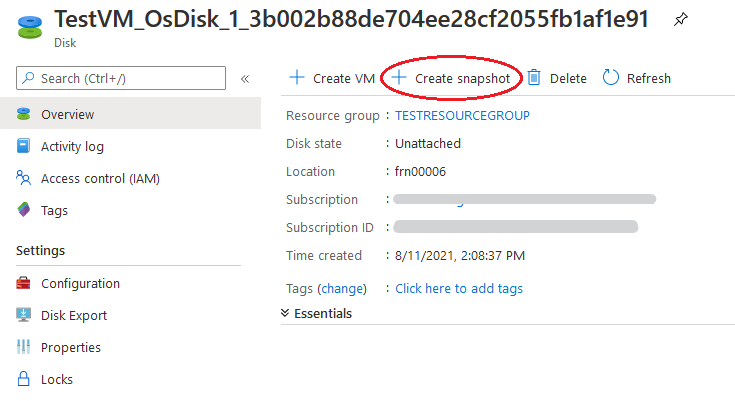 TestVM_OsDisk_1_3b002b88de704ee28cf2055fb1af1e91
Disk
Search (Ctrl+/)
«
Create VM
Create snapshot
Delete
Refresh
Overview
Activity log
Access control (IAM)
Tags
Settings
Configuration
Disk Export
Properties
Locks
Resource group : TESTRESOURCEGROUP
Disk state : Unattached
Location : frn00006
Subscription :
Subscription ID :
Time created : 8/11/2021, 2:08:37 PM
Tags (change) : Click here to add tags
Essentials